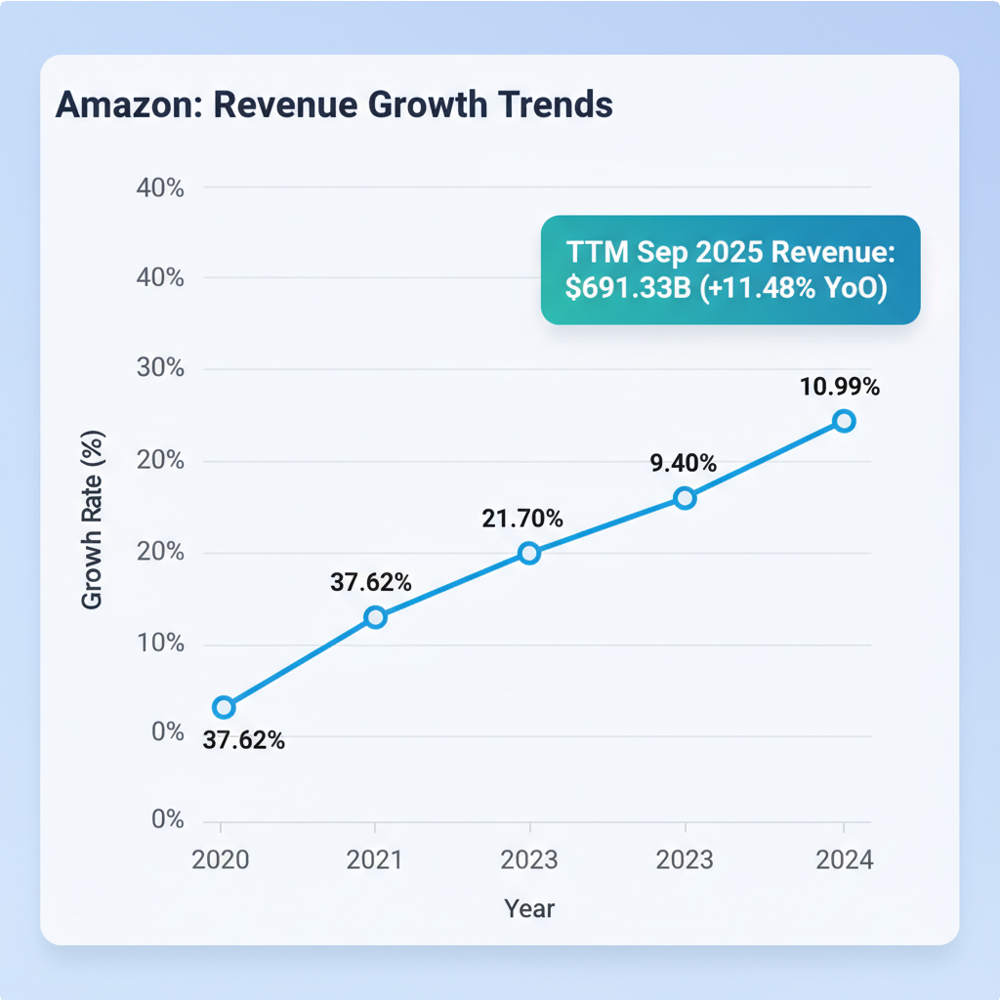 Amazon: Revenue Growth Trends
40%
TTM Sep 2025 Revenue:
$691.33B (+11.48% YoO)
40%
30%
10.99%
20%
9.40%
21.70%
20%
37.62%
10%
0%
37.62%
0%
Growh Rate (%)
2020 2021 2023 2023 2024
Year